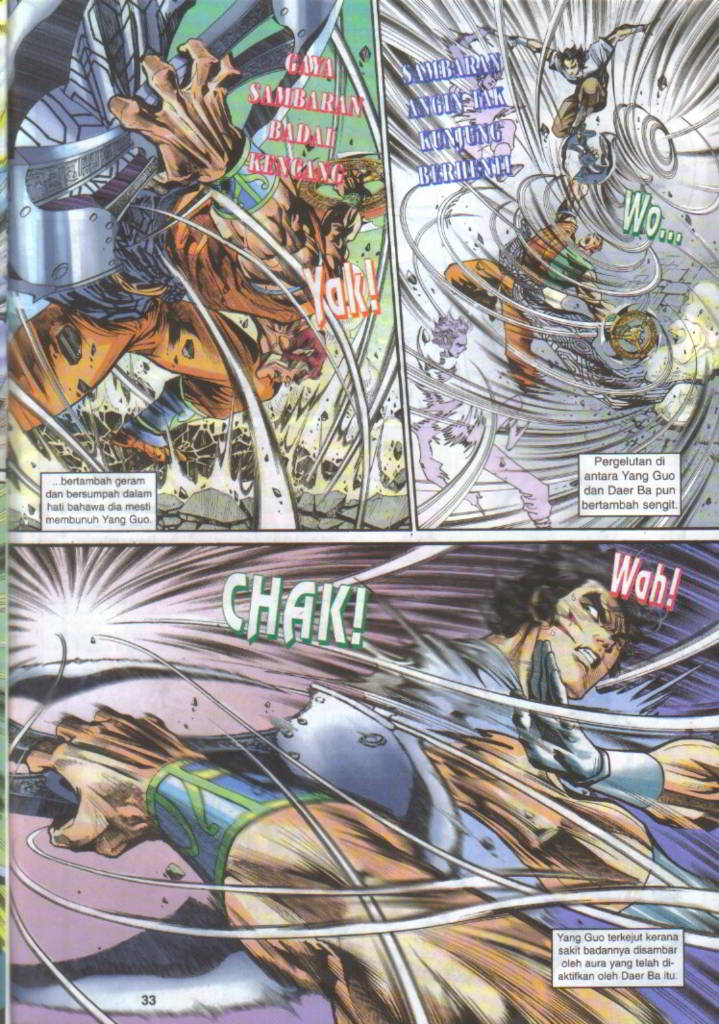 GAYA
SAMBARAN
BADAI
KENCANG
Yak!
...bertambah geram
dan bersumpah dalam
hati bahawa dia mesti
membunuh Yang Guo.
SAMBARAN
ANGIN TAK
KUNJUNG
BERHENTI
Wo...
Pergelutan di
antara Yang Guo
dan Daer Ba pun
bertambah sengit.
CHAK!
Wah!
Yang Guo terkejut kerana
sakit badannya disambar
oleh aura yang telah di-
aktifkan oleh Daer Ba itu.
33